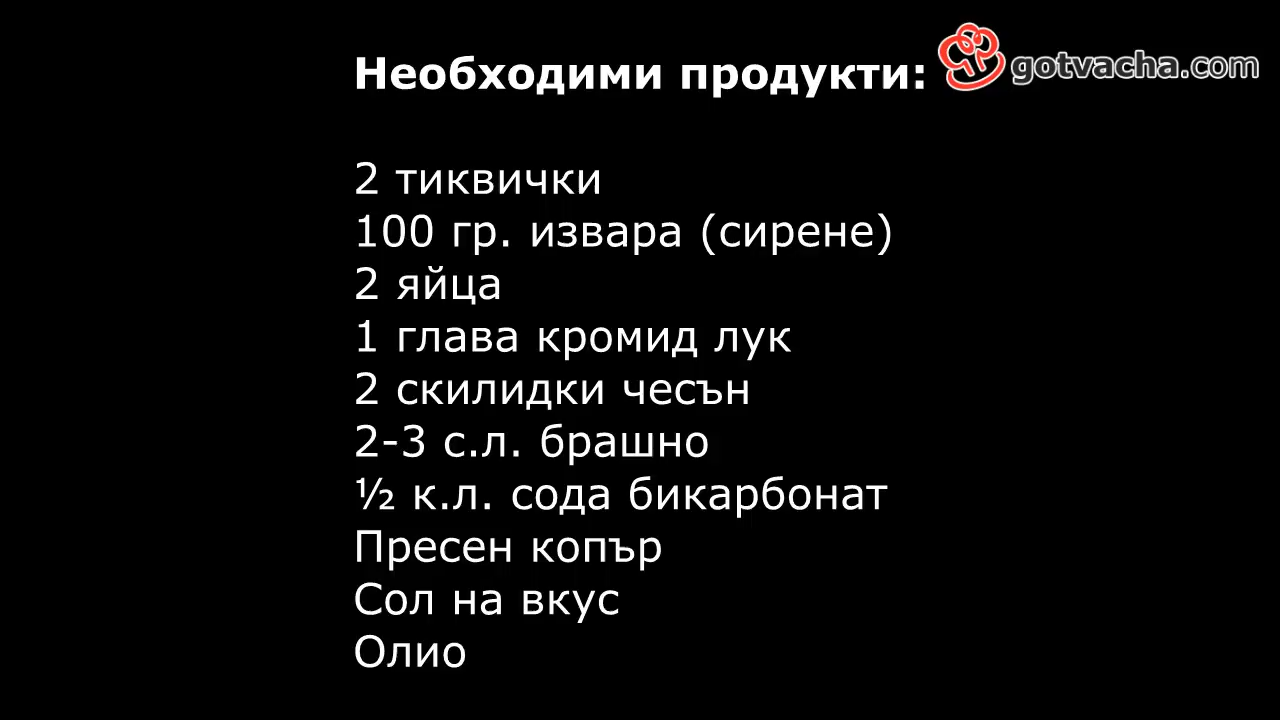 Необходими продукти:
gotvacha.com
2 тиквички
100 гр. извара (сирене)
2 яйца
1 глава кромид лук
2 скилидки чесън
2-3 с.л. брашно
½ к.л. сода бикарбонат
Пресен копър
Сол на вкус
Олио